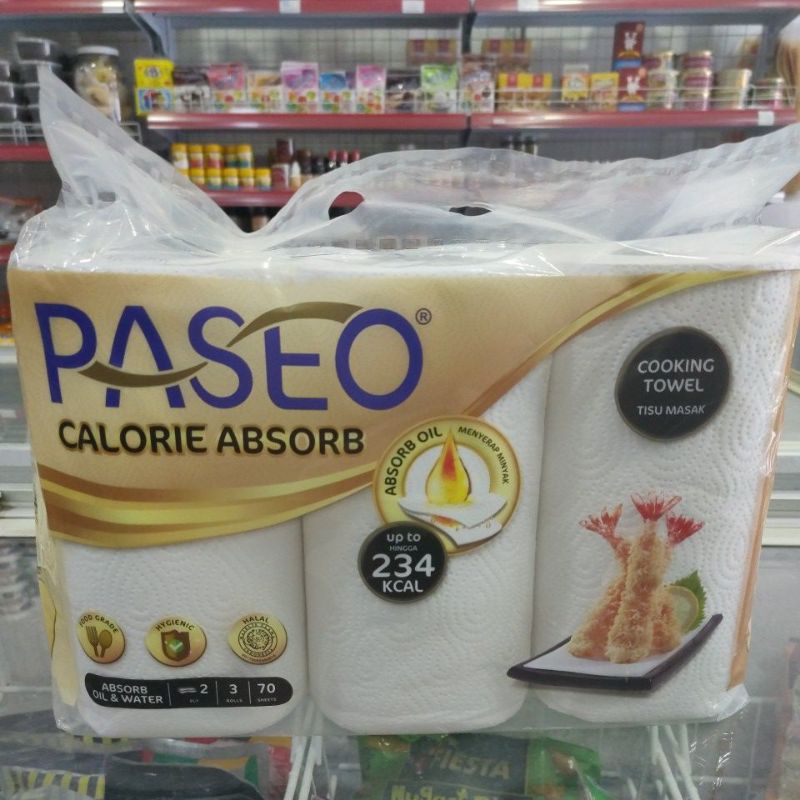 PASEO®
CALORIE ABSORB
COOKING
TOWEL
TISU MASAK
ABSORB OIL
MENYERAP MINYAK
up to
HINGGA
234
KCAL
FOOD GRADE
HYGIENIC
HALAL
ABSORB
OIL & WATER
2
PLY
3
ROLLS
70
SHEETS
FIESTA